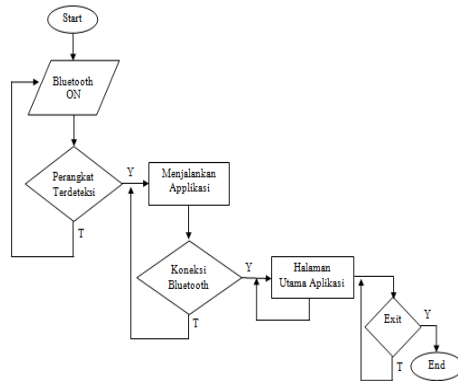 Start
Bluetooth
ON
Perangkat
Terdeteksi
Y
T
Menjalankan
Applikasi
Koneksi
Bluetooth
Y
T
Halaman
Utama Aplikasi
Exit
Y
T
End